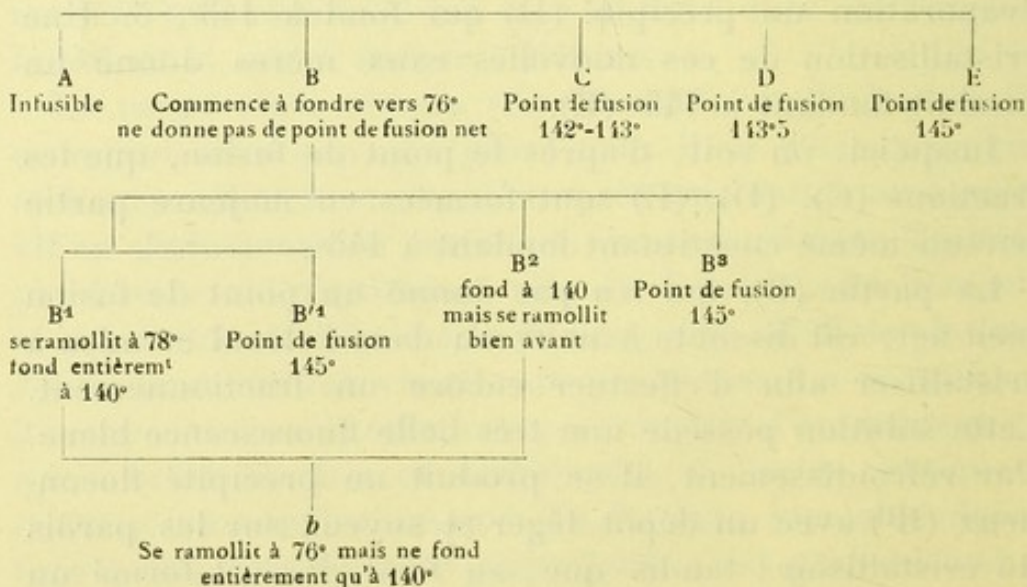 A B C D E
Infusible Commence à fondre vers 76° Point de fusion Point de fusion Point de fusion
ne donne pas de point de fusion net 142°-143° 143°5 145°
B² B³
fond à 140 Point de fusion
B¹ B'¹ mais se ramollit 145°
se ramollit à 78° Point de fusion bien avant
fond entièremᵗ 145°
à 140°
b
Se ramollit à 76° mais ne fond
entièrement qu'à 140°